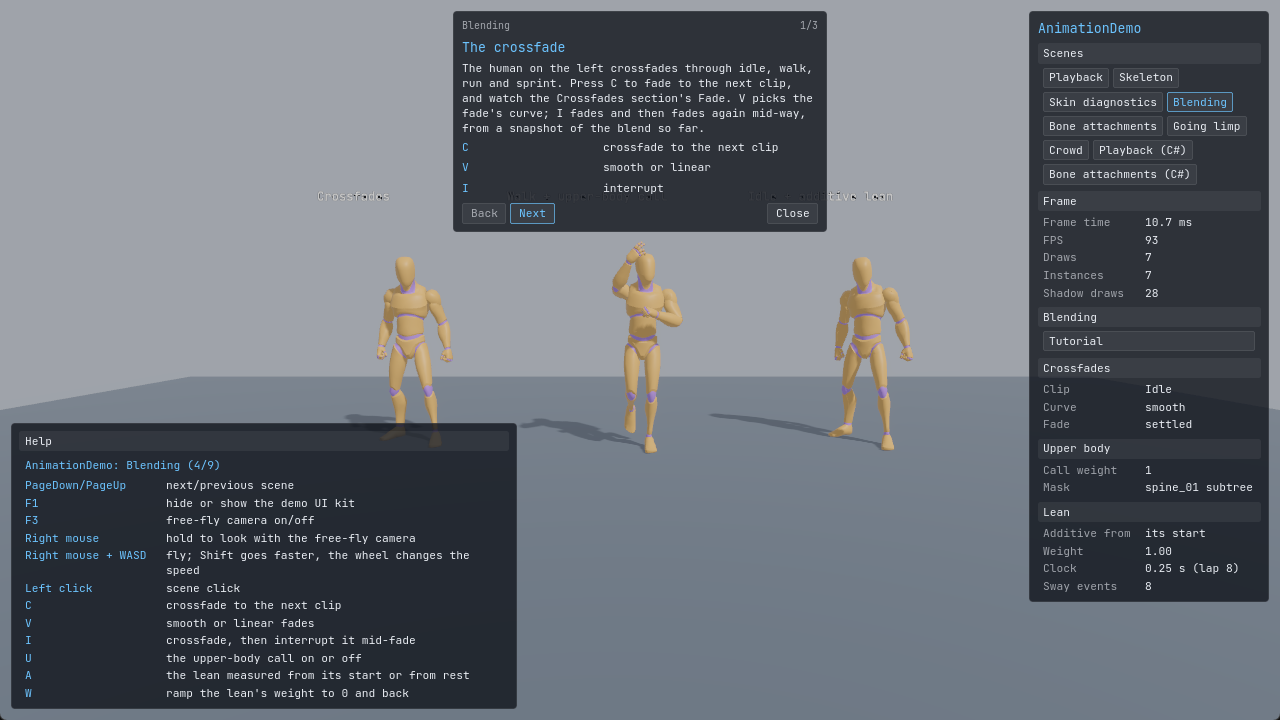 Blending 1/3
The crossfade
The human on the left crossfades through idle, walk,
run and sprint. Press C to fade to the next clip,
and watch the Crossfades section's Fade. V picks the
fade's curve; I fades and then fades again mid-way,
from a snapshot of the blend so far.
C crossfade to the next clip
V smooth or linear
I interrupt
Back Next Close
Crossfades
lean
AnimationDemo
Scenes
Playback Skeleton
Skin diagnostics Blending
Bone attachments Going limp
Crowd Playback (C#)
Bone attachments (C#)
Frame
Frame time 10.7 ms
FPS 93
Draws 7
Instances 7
Shadow draws 28
Blending
Tutorial
Crossfades
Clip Idle
Curve smooth
Fade settled
Upper body
Call weight 1
Mask spine_01 subtree
Lean
Additive from its start
Weight 1.00
Clock 0.25 s (lap 8)
Sway events 8
Help
AnimationDemo: Blending (4/9)
PageDown/PageUp next/previous scene
F1 hide or show the demo UI kit
F3 free-fly camera on/off
Right mouse hold to look with the free-fly camera
Right mouse + WASD fly; Shift goes faster, the wheel changes the
speed
Left click scene click
C crossfade to the next clip
V smooth or linear fades
I crossfade, then interrupt it mid-fade
U the upper-body call on or off
A the lean measured from its start or from rest
W ramp the lean's weight to 0 and back